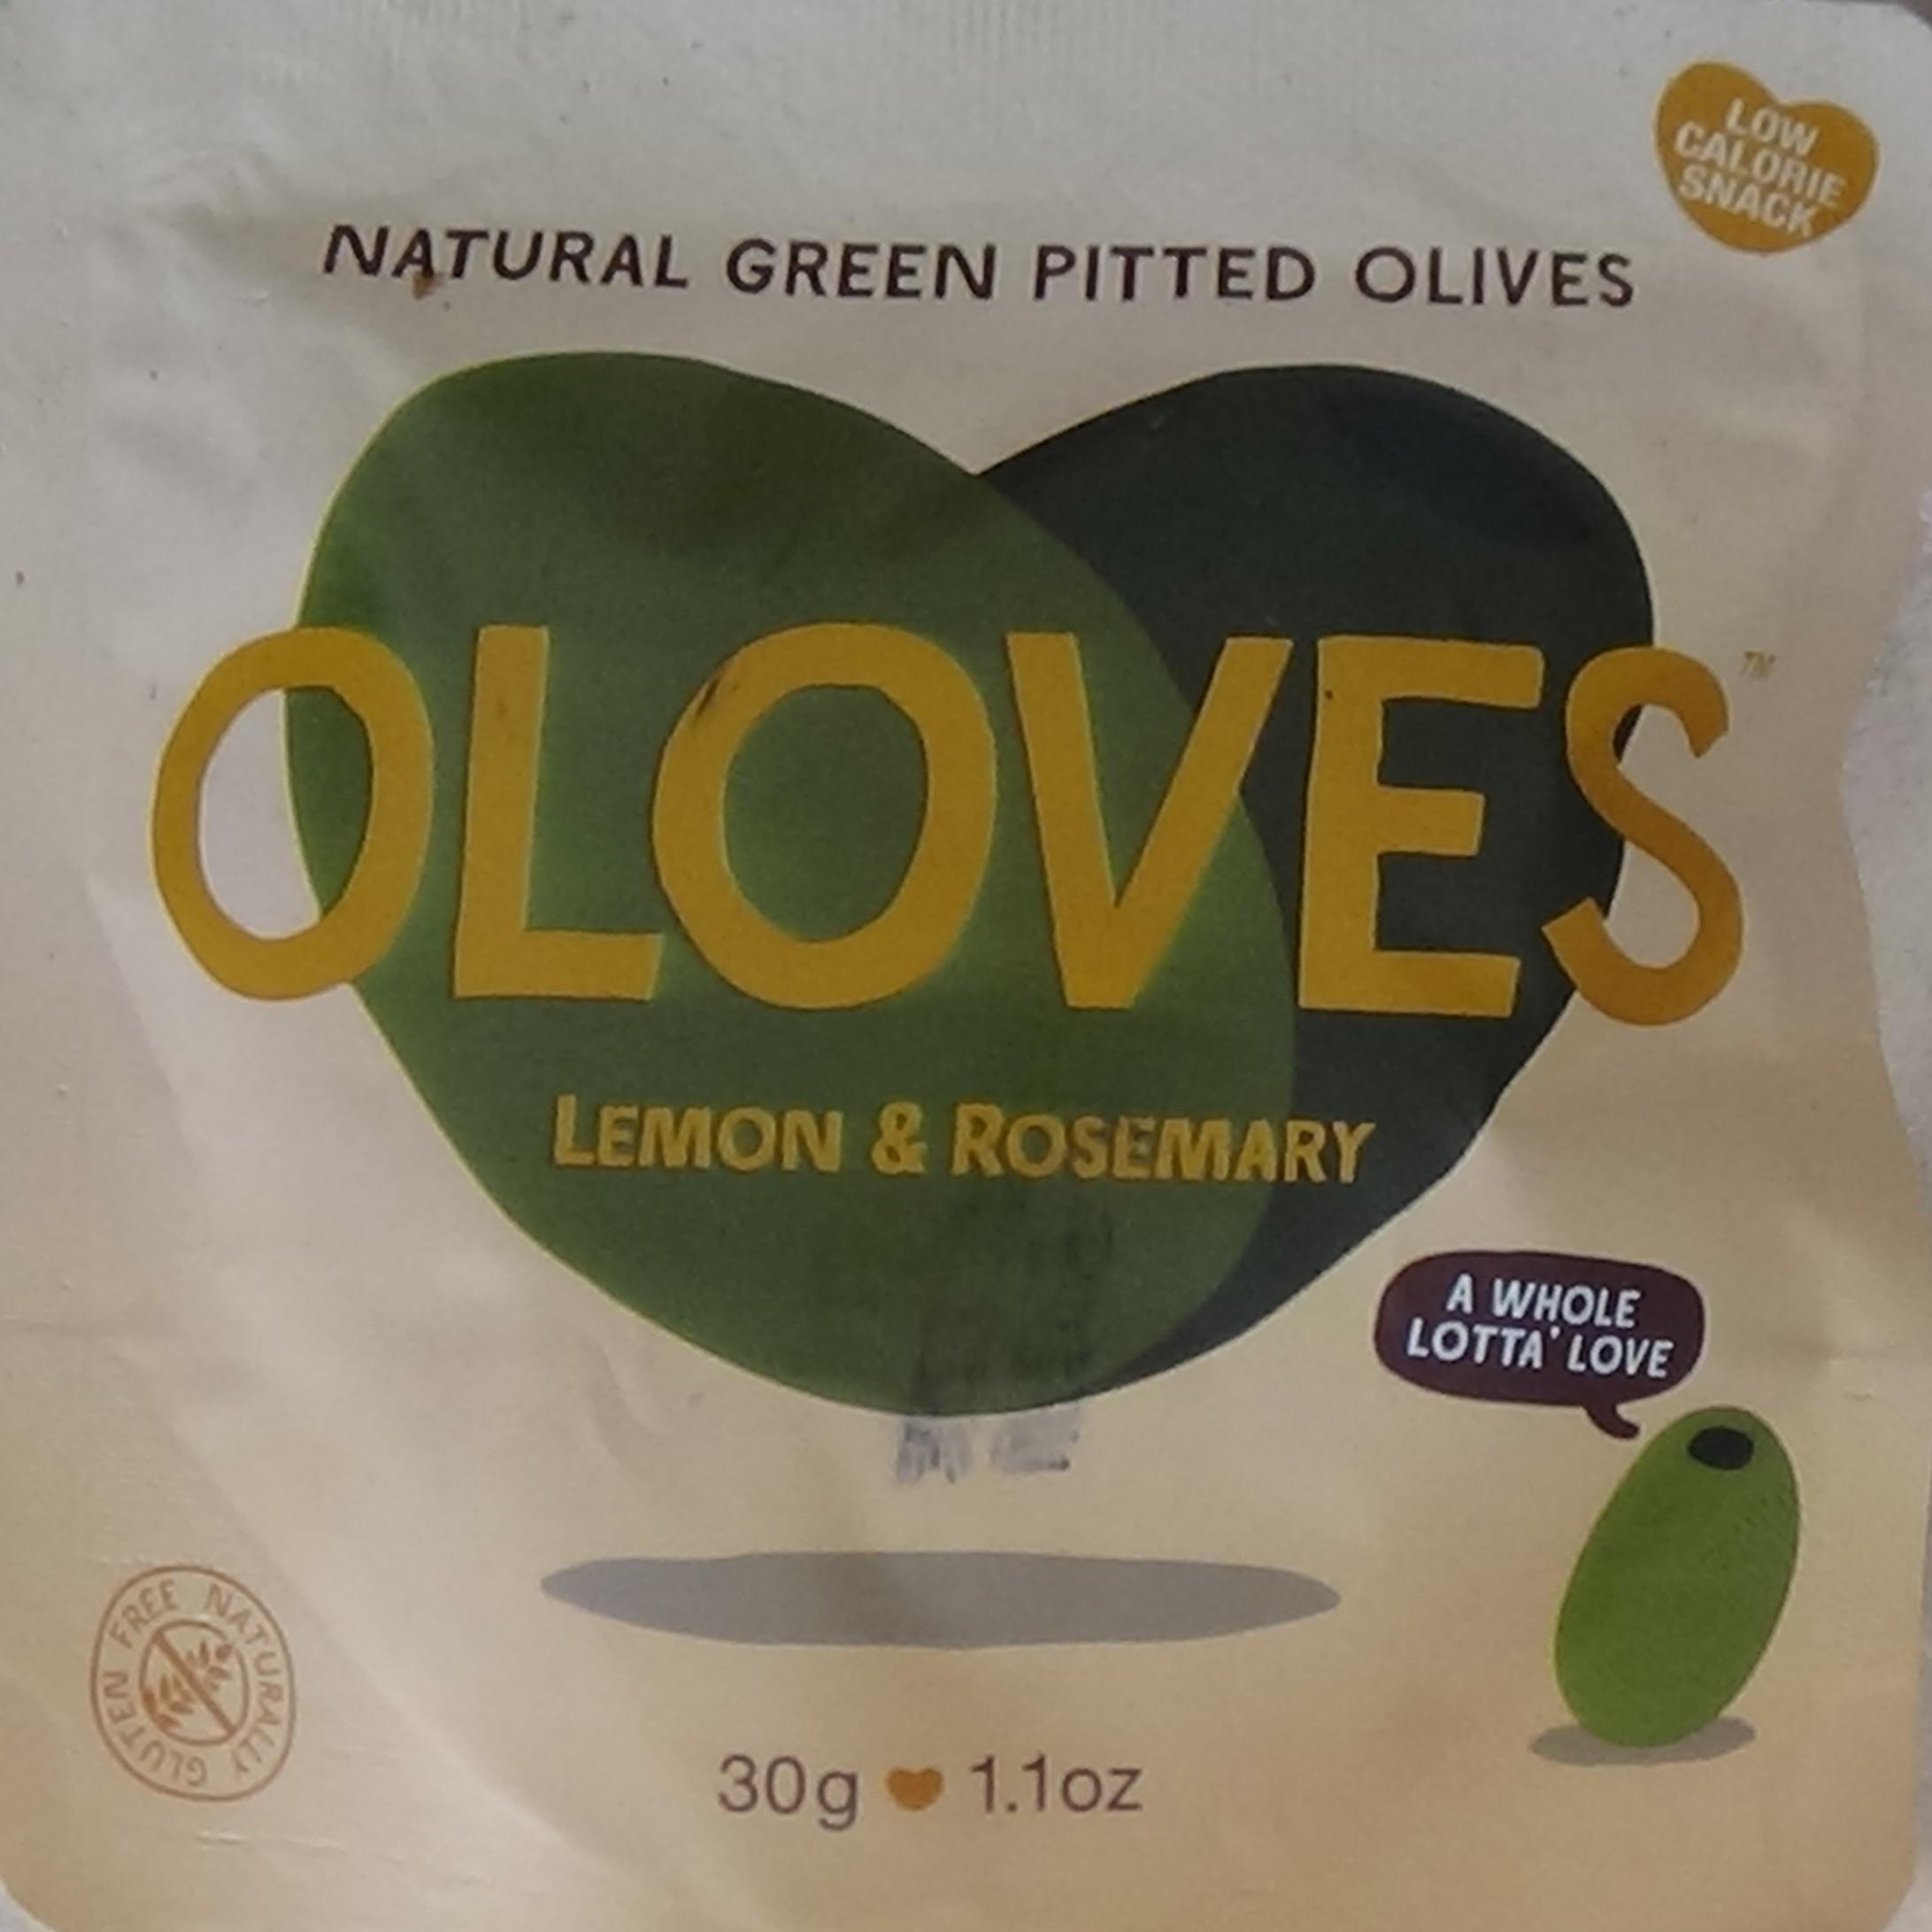 LOW
CALORIE
SNACK
NATURAL GREEN PITTED OLIVES
OLOVES™
LEMON & ROSEMARY
A WHOLE
LOTTA' LOVE
NATURALLY GLUTEN FREE
30g 1.1oz